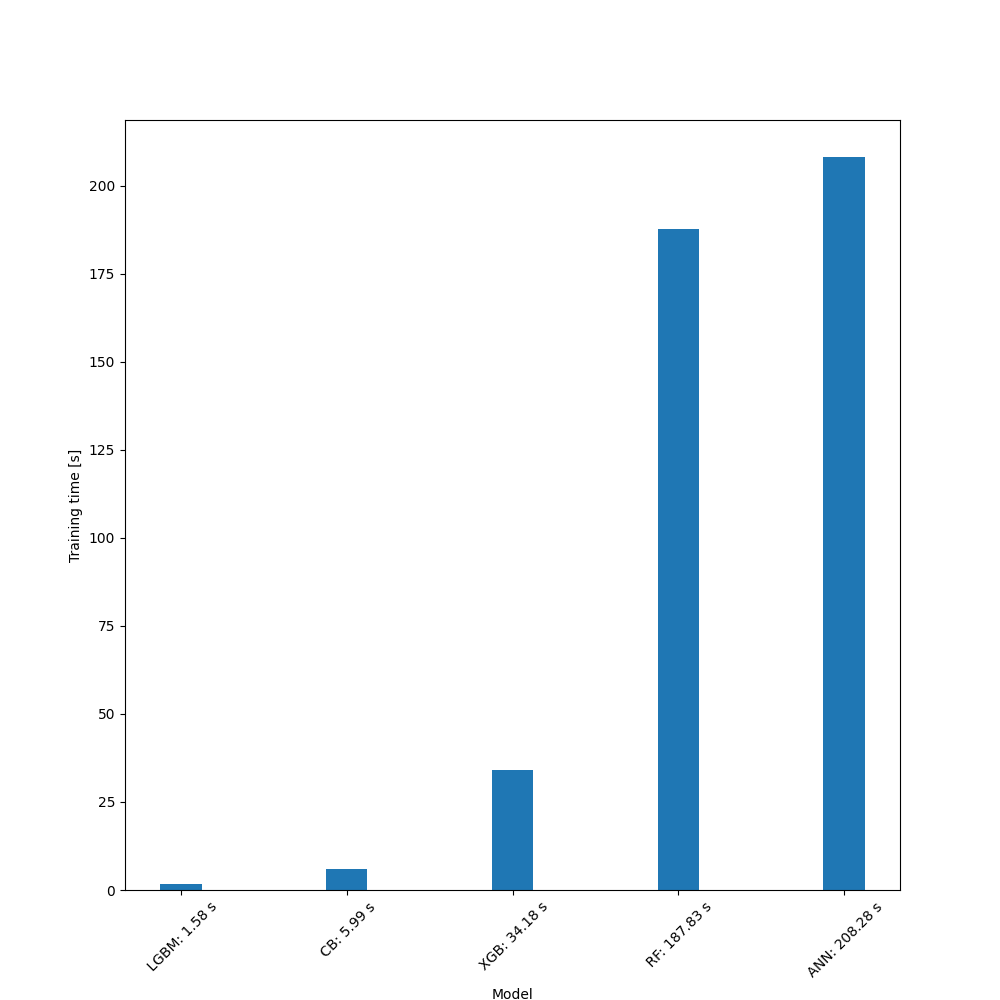 200
175
150
125
100
75
50
25
0
Training time [s]
LGBM: 1.58 s
CB: 5.99 s
XGB: 34.18 s
RF: 187.83 s
ANN: 208.28 s
Model